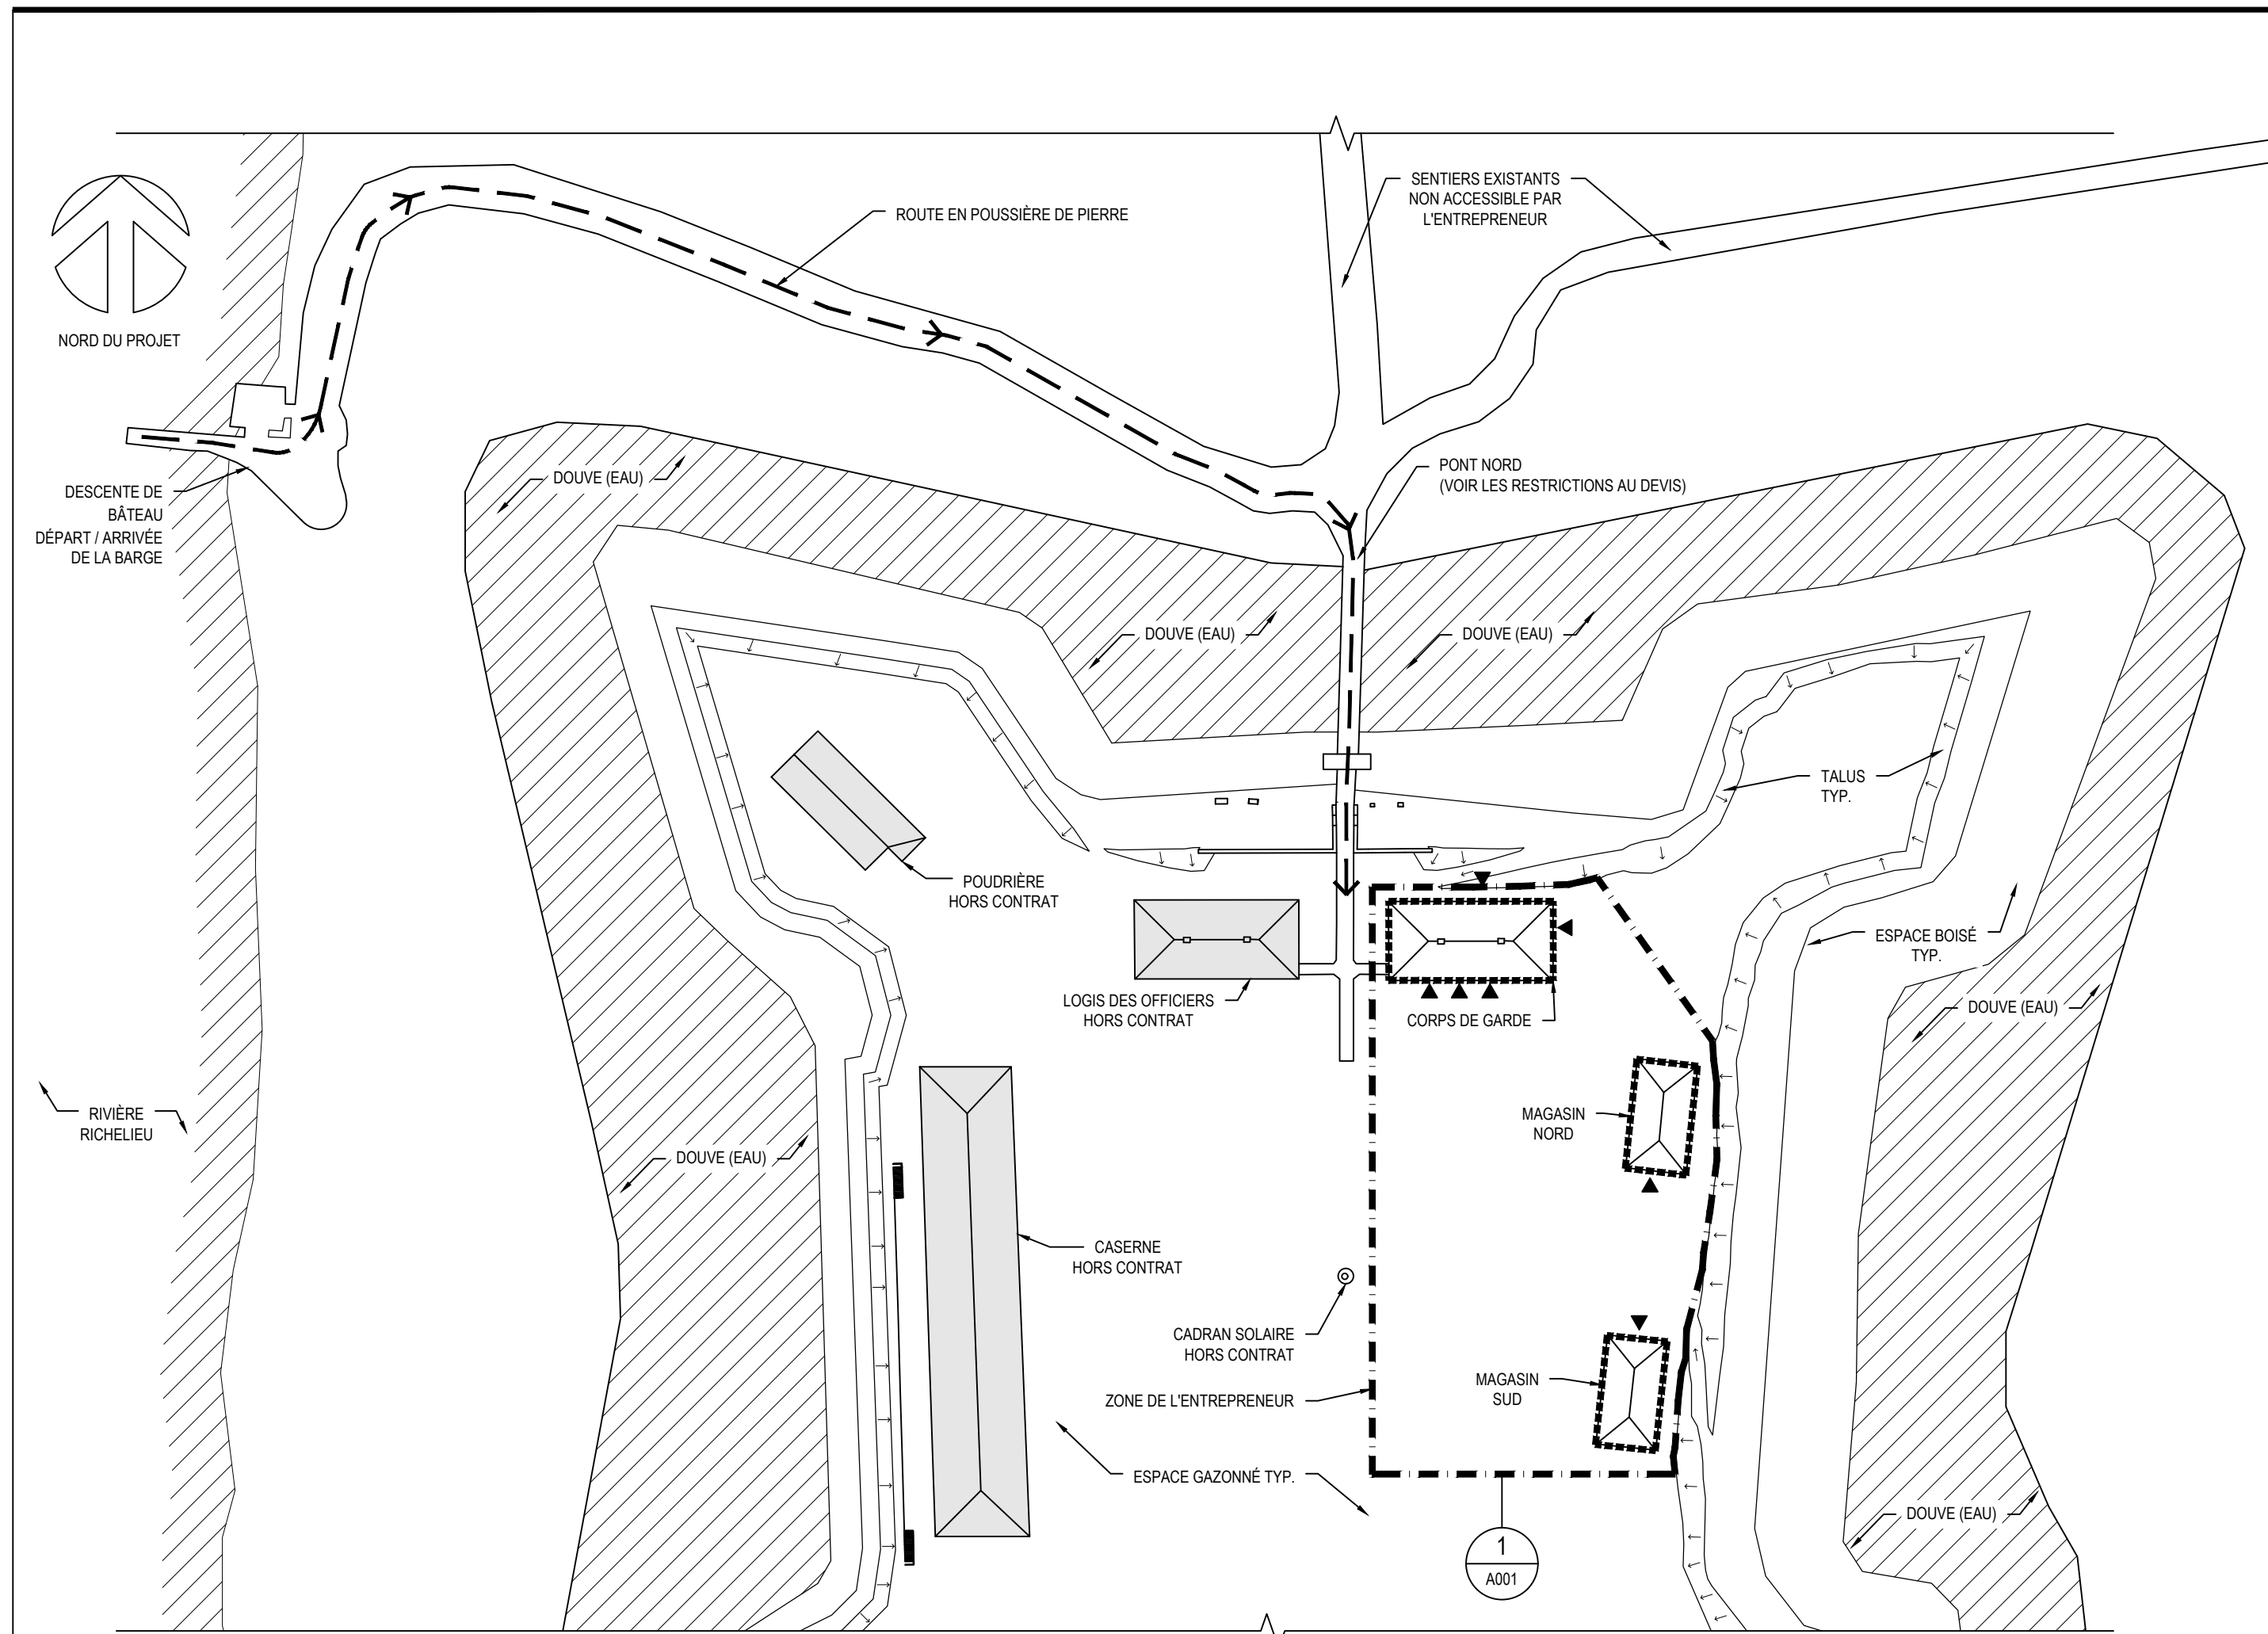 SENTIERS EXISTANTS
NON ACCESSIBLE PAR
L'ENTREPRENEUR
ROUTE EN POUSSIÈRE DE PIERRE
NORD DU PROJET
DESCENTE DE
BÂTEAU
DÉPART / ARRIVÉE
DE LA BARGE
DOUVE (EAU)
PONT NORD
(VOIR LES RESTRICTIONS AU DEVIS)
DOUVE (EAU)
DOUVE (EAU)
TALUS
TYP.
POUDRIÈRE
HORS CONTRAT
ESPACE BOISÉ
TYP.
LOGIS DES OFFICIERS
HORS CONTRAT
CORPS DE GARDE
DOUVE (EAU)
RIVIÈRE
RICHELIEU
MAGASIN
NORD
DOUVE (EAU)
CASERNE
HORS CONTRAT
CADRAN SOLAIRE
HORS CONTRAT
MAGASIN
SUD
ZONE DE L'ENTREPRENEUR
ESPACE GAZONNÉ TYP.
DOUVE (EAU)
1
A001